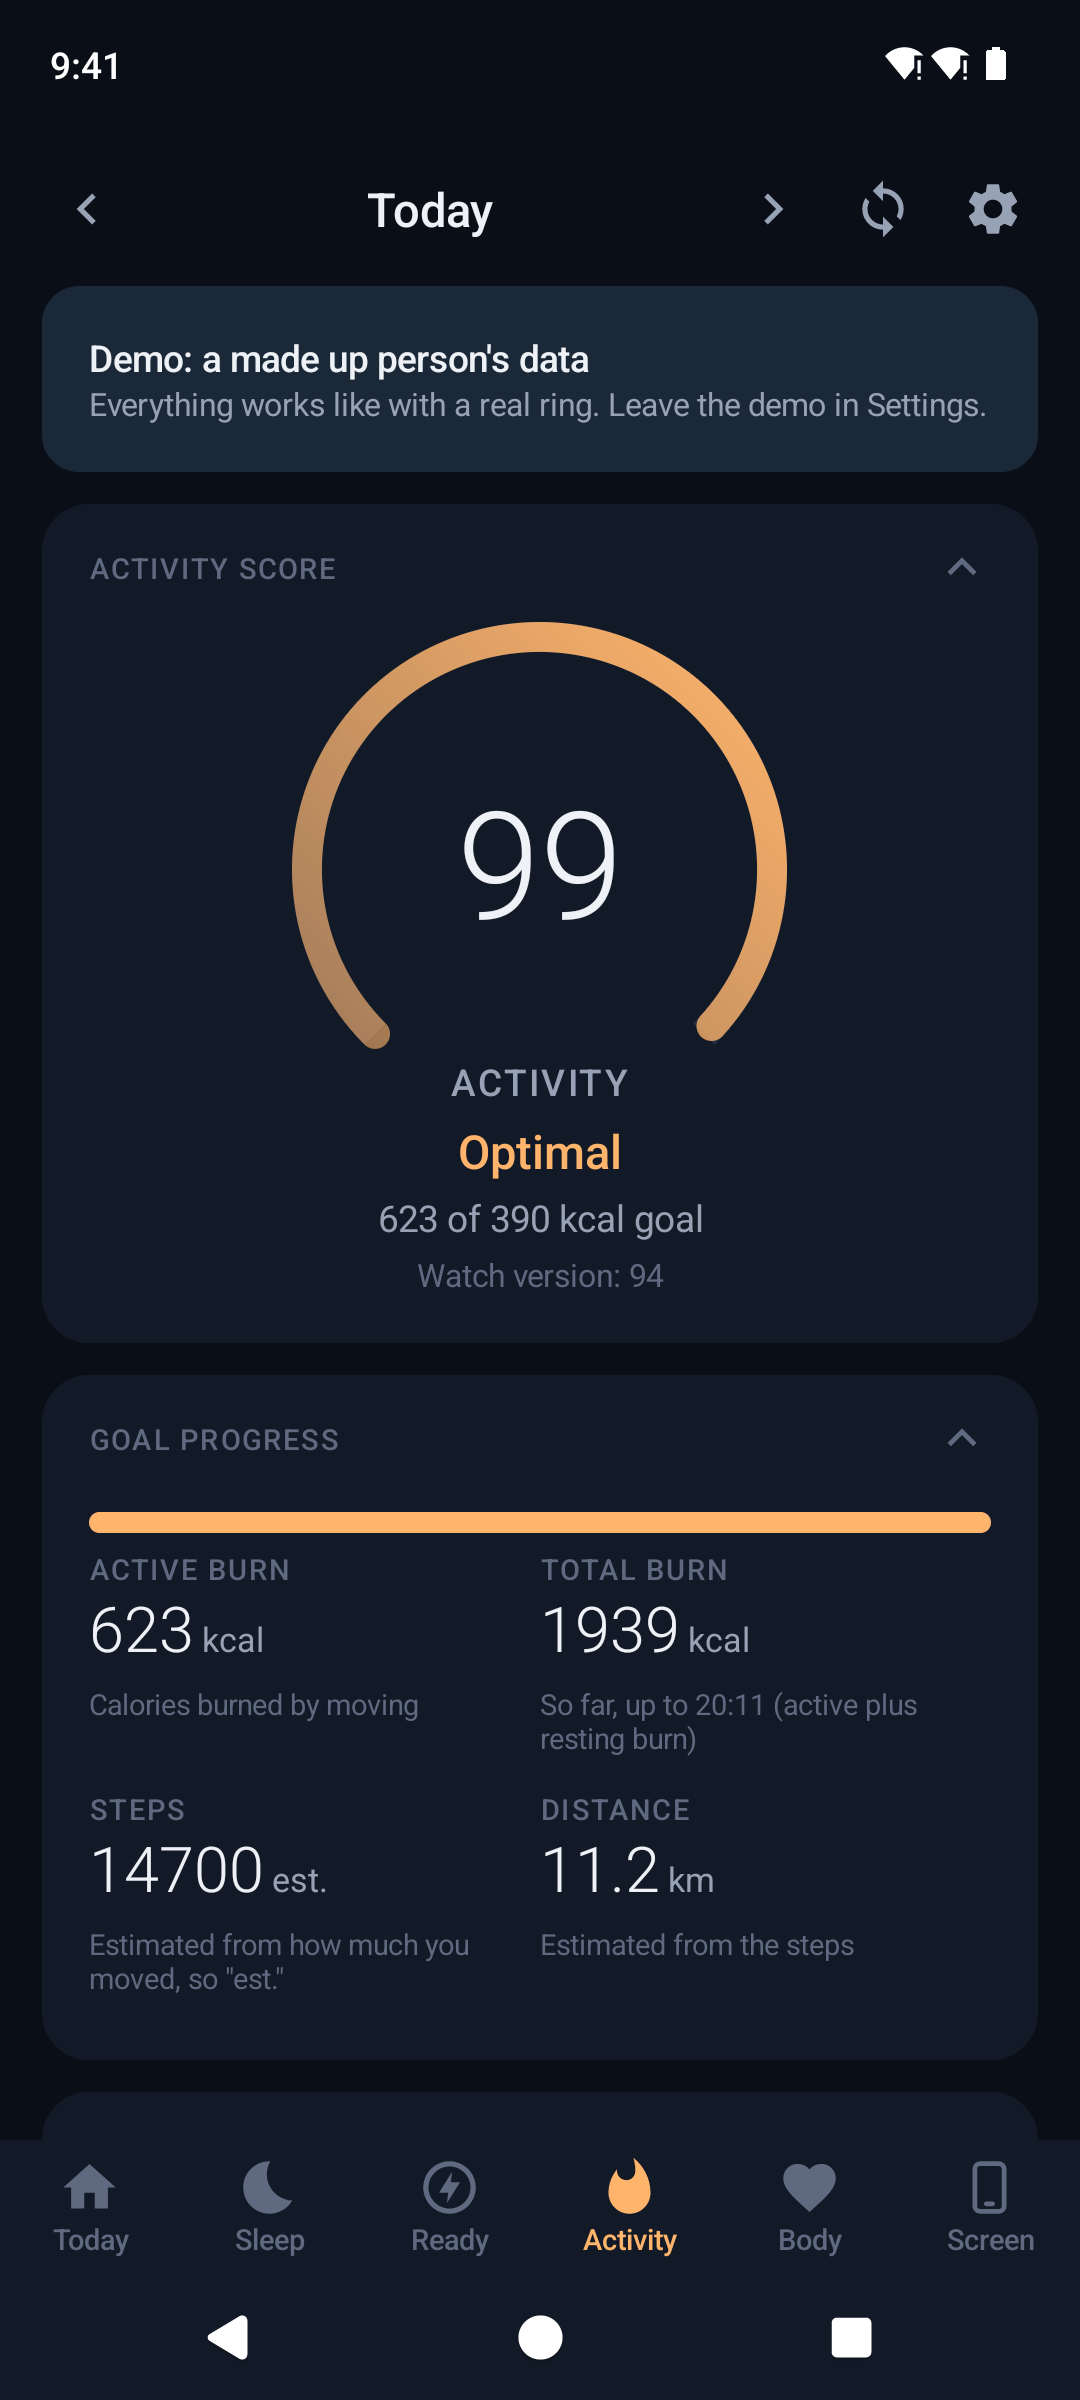 9:41
Today
Demo: a made up person's data
Everything works like with a real ring. Leave the demo in Settings.
ACTIVITY SCORE
99
ACTIVITY
Optimal
623 of 390 kcal goal
Watch version: 94
GOAL PROGRESS
ACTIVE BURN
623 kcal
Calories burned by moving
TOTAL BURN
1939 kcal
So far, up to 20:11 (active plus
resting burn)
STEPS
14700 est.
Estimated from how much you
moved, so "est."
DISTANCE
11.2 km
Estimated from the steps
Today
Sleep
Ready
Activity
Body
Screen